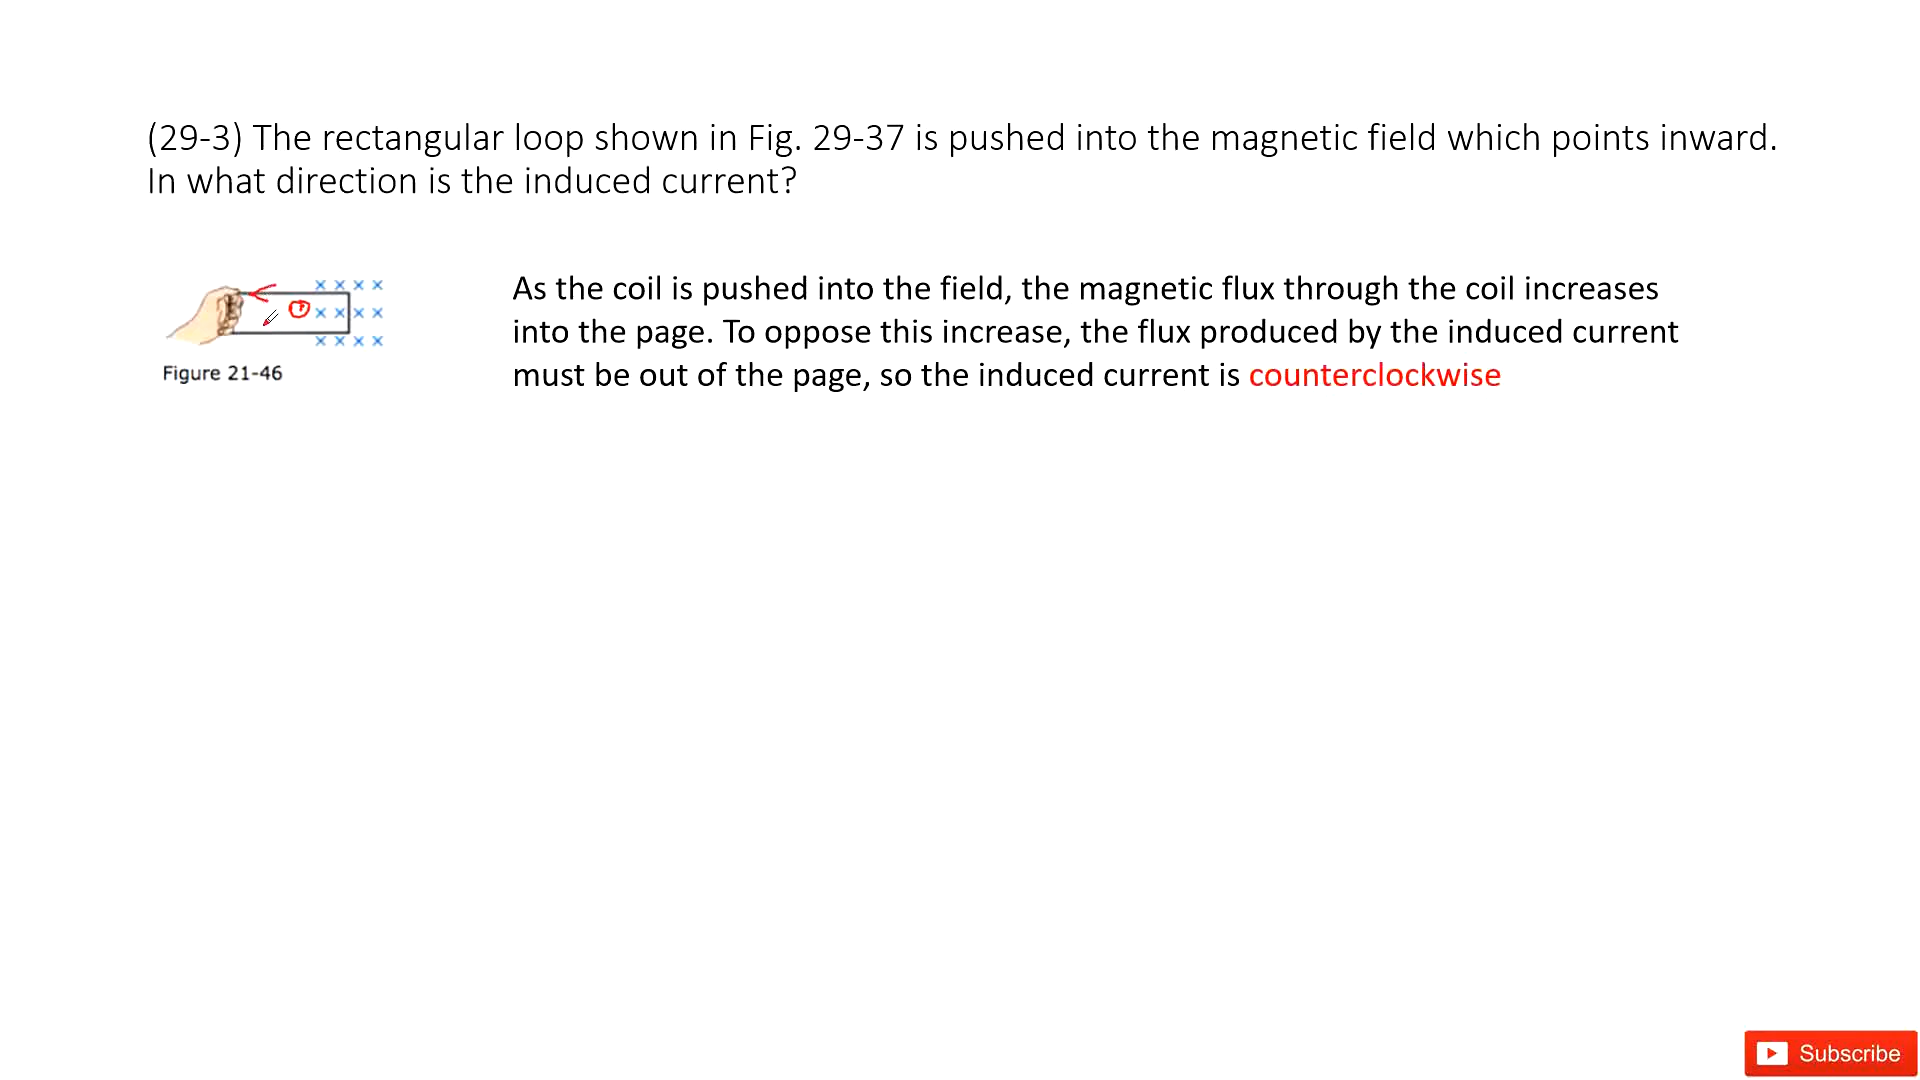 (29-3) The rectangular loop shown in Fig. 29-37 is pushed into the magnetic field which points inward.
In what direction is the induced current?
× × × ×
× × × ×
× × × ×
Figure 21-46
As the coil is pushed into the field, the magnetic flux through the coil increases
into the page. To oppose this increase, the flux produced by the induced current
must be out of the page, so the induced current is counterclockwise
Subscribe